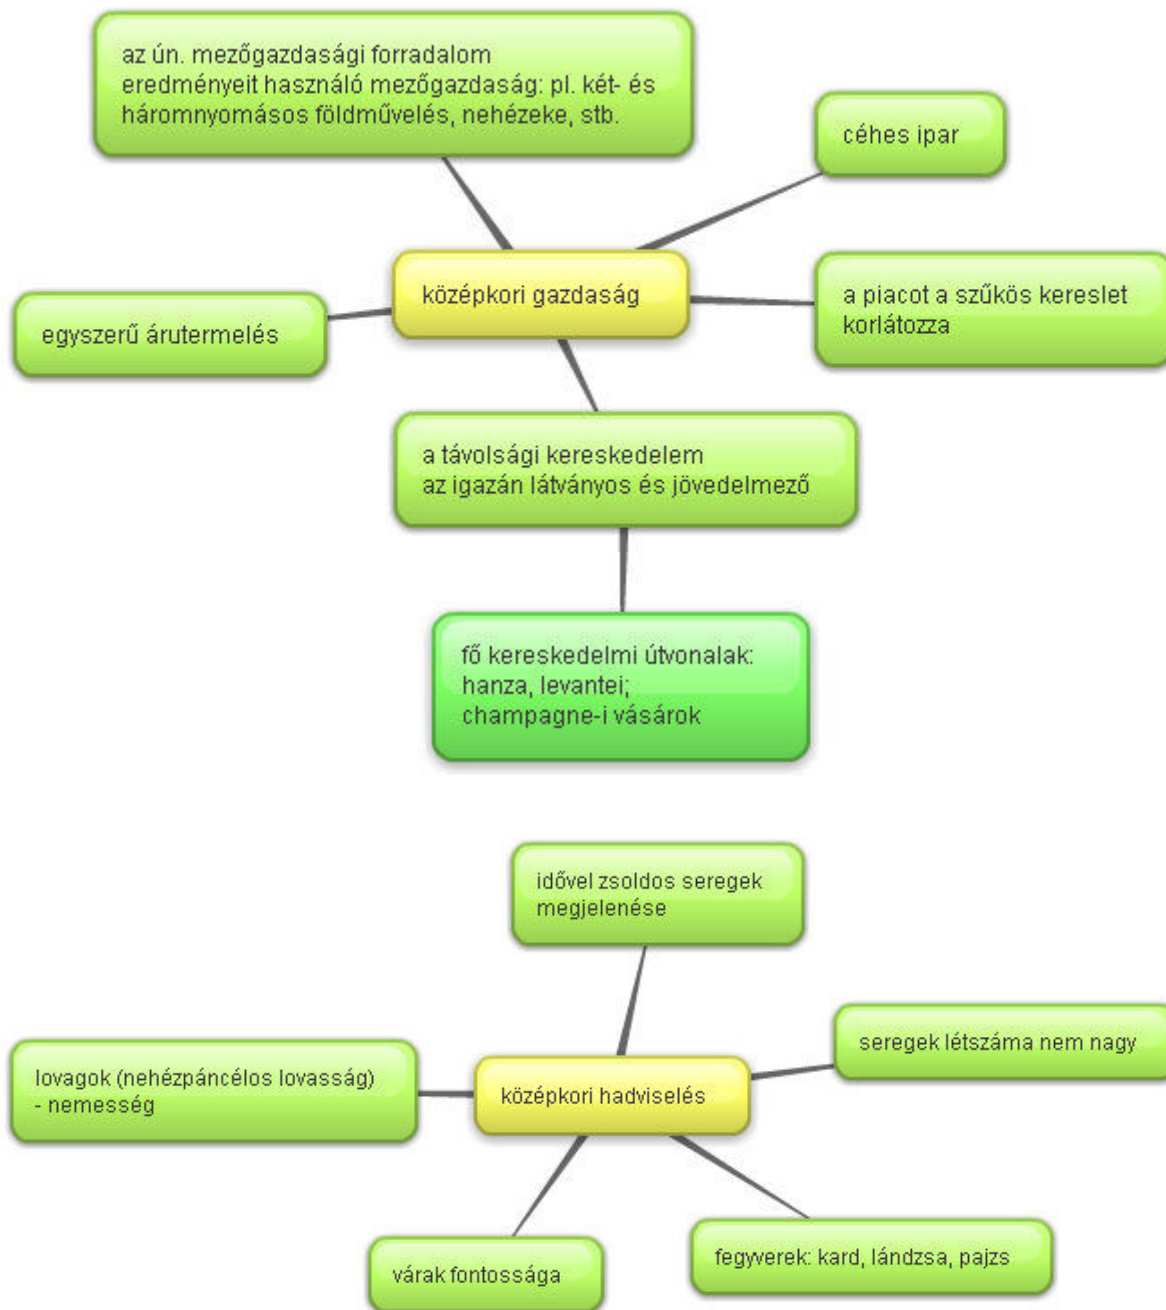 az ún. mezőgazdasági forradalom
eredményeit használó mezőgazdaság: pl. két- és
háromnyomásos földművelés, nehézeke, stb.
céhes ipar
középkori gazdaság
a piacot a szűkös kereslet
korlátozza
egyszerű árutermelés
a távolsági kereskedelem
az igazán látványos és jövedelmező
fő kereskedelmi útvonalak:
hanza, levantei;
champagne-i vásárok
idővel zsoldos seregek
megjelenése
seregek létszáma nem nagy
lovagok (nehézpáncélos lovasság)
- nemesség
középkori hadviselés
várak fontossága
fegyverek: kard, lándzsa, pajzs